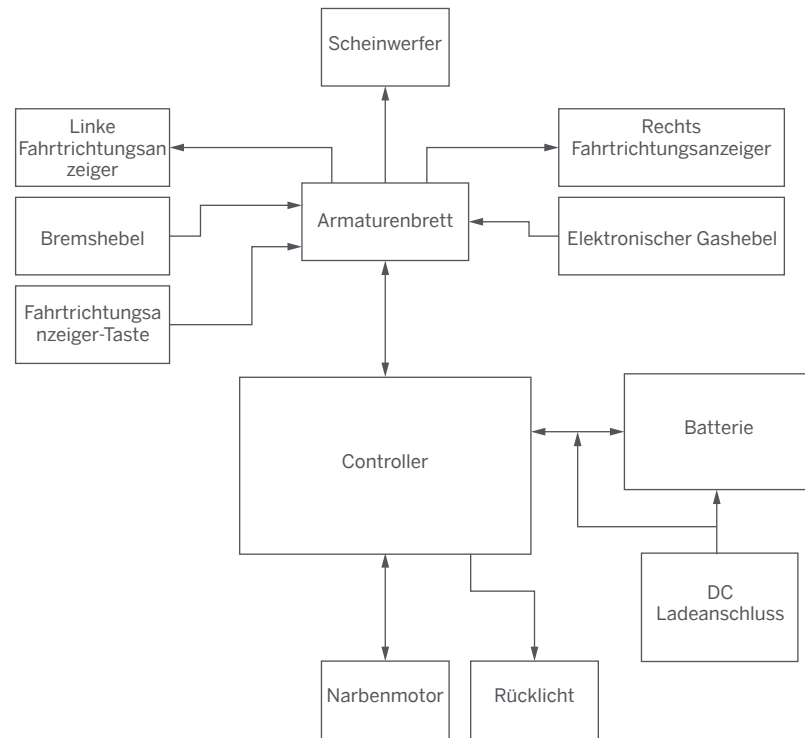 Scheinwerfer
Linke
Fahrtrichtungsan
zeiger
Rechts
Fahrtrichtungsanzeiger
Bremshebel
Armaturenbrett
Elektronischer Gashebel
Fahrtrichtungsa
nzeiger-Taste
Controller
Batterie
DC
Ladeanschluss
Narbenmotor
Rücklicht